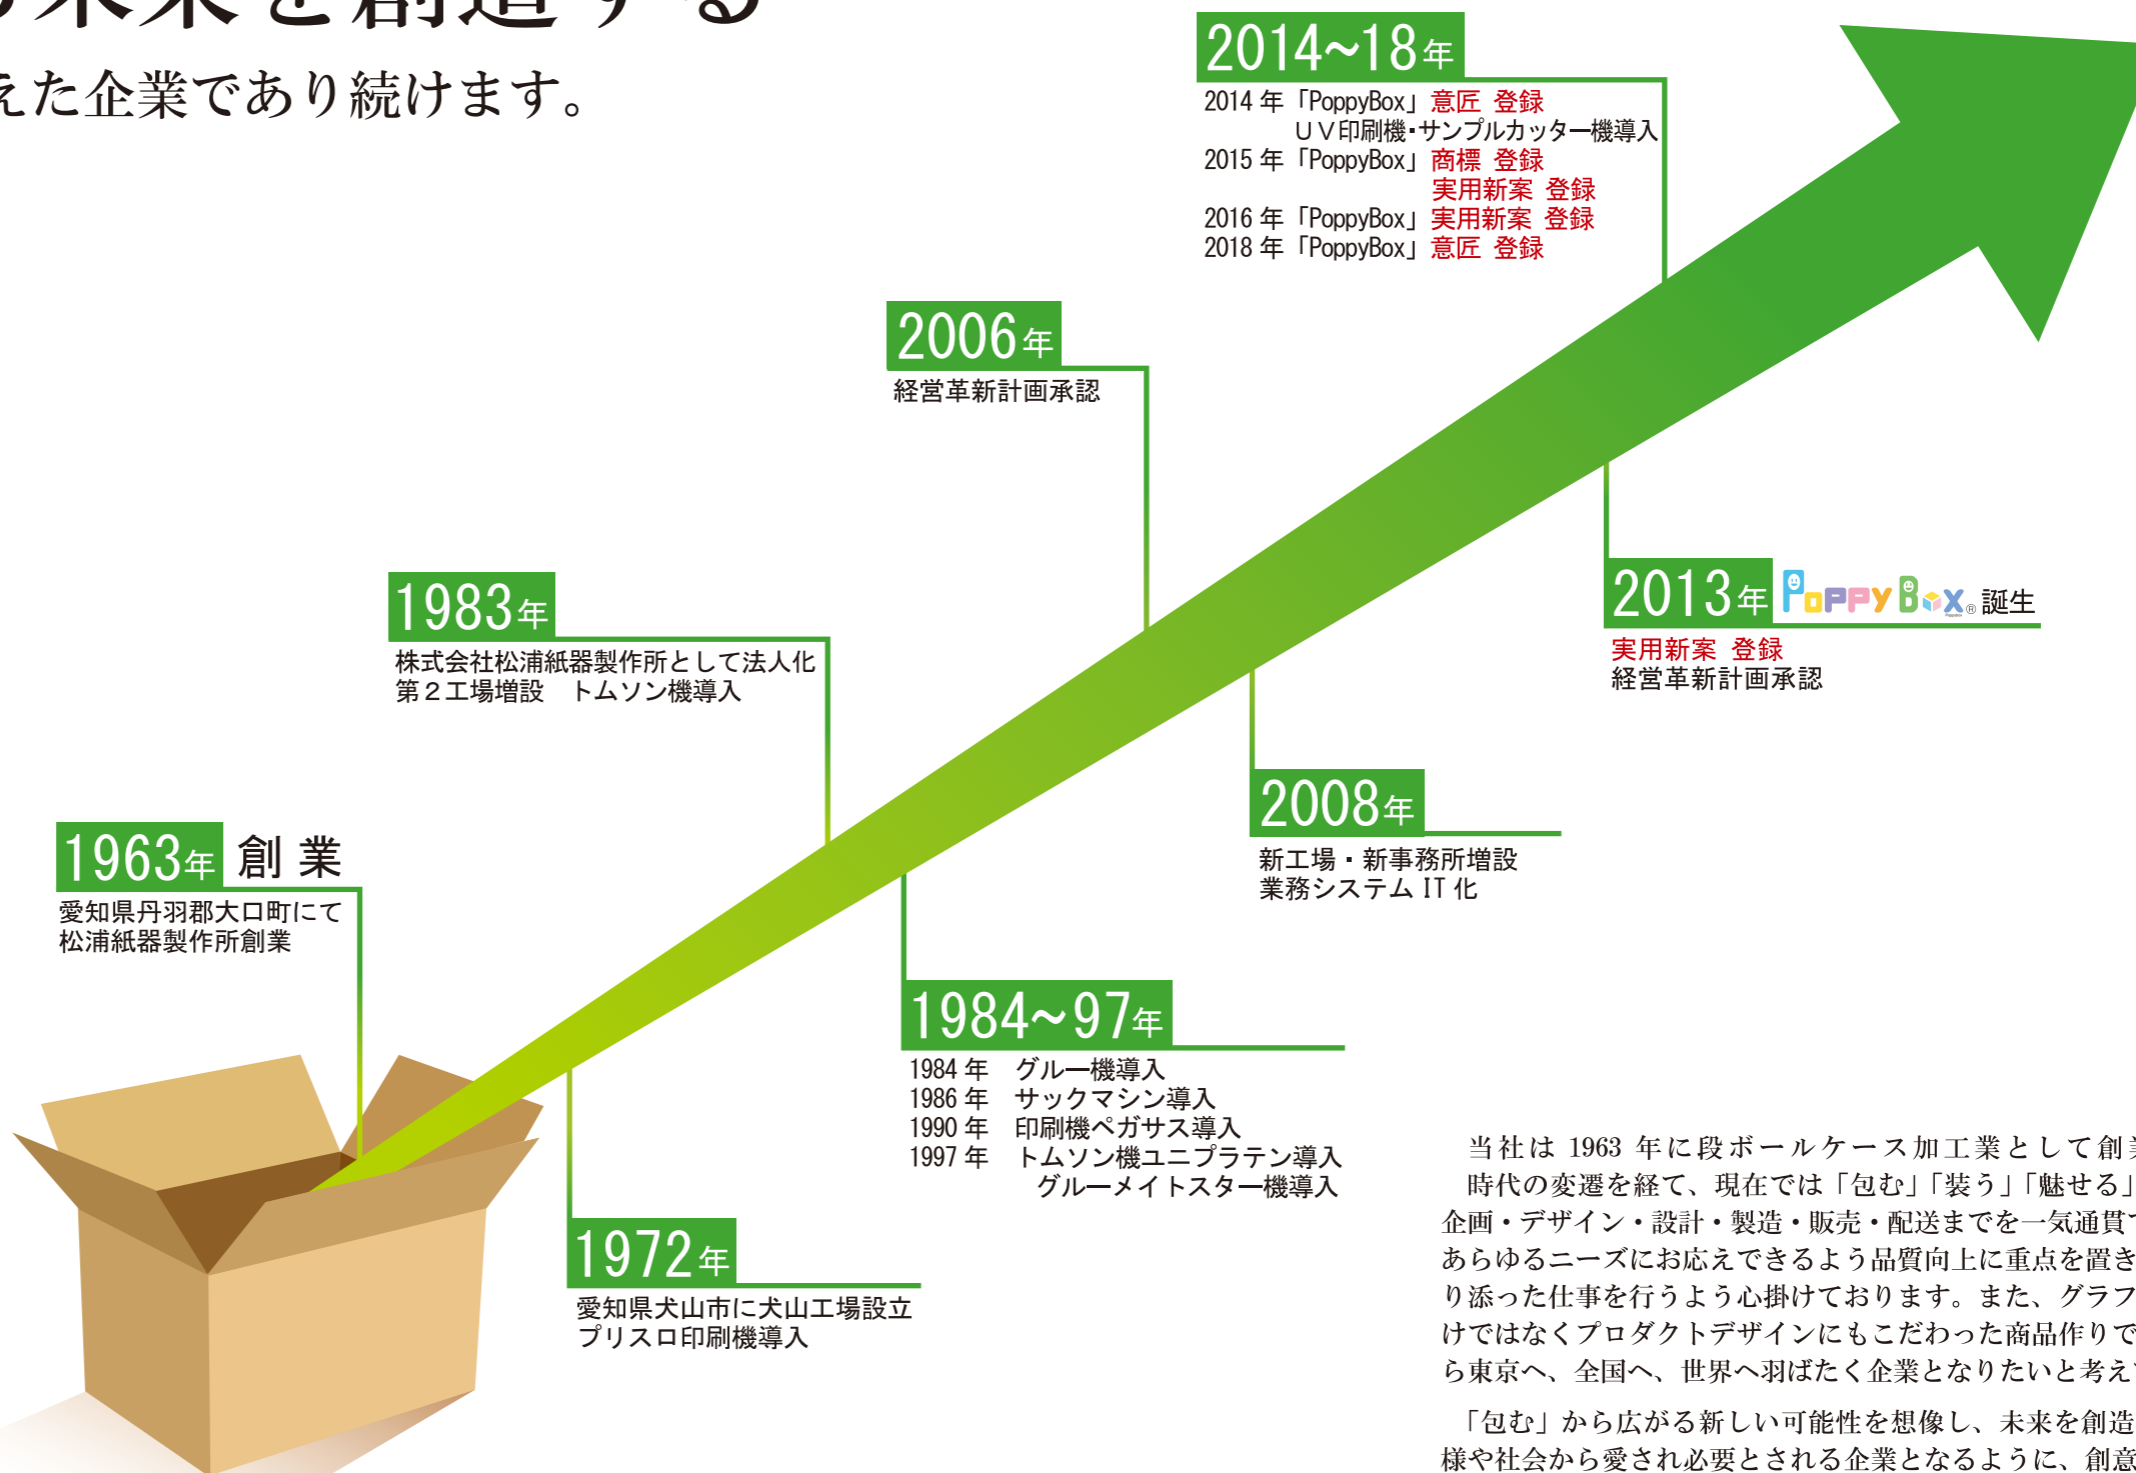 未来を創造する
えた企業であり続けます。
2014~18年
2014年「PoppyBox」意匠 登録
UV印刷機・サンプルカッター機導入
2015年「PoppyBox」商標 登録
実用新案 登録
2016年「PoppyBox」実用新案 登録
2018年「PoppyBox」意匠 登録
2006年
経営革新計画承認
2013年 PoppyBox® 誕生
実用新案 登録
経営革新計画承認
1983年
株式会社松浦紙器製作所として法人化
第2工場増設　トムソン機導入
2008年
新工場・新事務所増設
業務システムIT化
1963年 創業
愛知県丹羽郡大口町にて
松浦紙器製作所創業
1984~97年
1984年　グルー機導入
1986年　サックマシン導入
1990年　印刷機ペガサス導入
1997年　トムソン機ユニプラテン導入
グルーメイトスター機導入
1972年
愛知県犬山市に犬山工場設立
プリスロ印刷機導入
当社は 1963 年に段ボールケース加工業として創業
時代の変遷を経て、現在では「包む」「装う」「魅せる」
企画・デザイン・設計・製造・販売・配送までを一気通貫で
あらゆるニーズにお応えできるよう品質向上に重点を置き
り添った仕事を行うよう心掛けております。また、グラフ
けではなくプロダクトデザインにもこだわった商品作りで
ら東京へ、全国へ、世界へ羽ばたく企業となりたいと考えて
「包む」から広がる新しい可能性を想像し、未来を創造
様や社会から愛され必要とされる企業となるように、創意